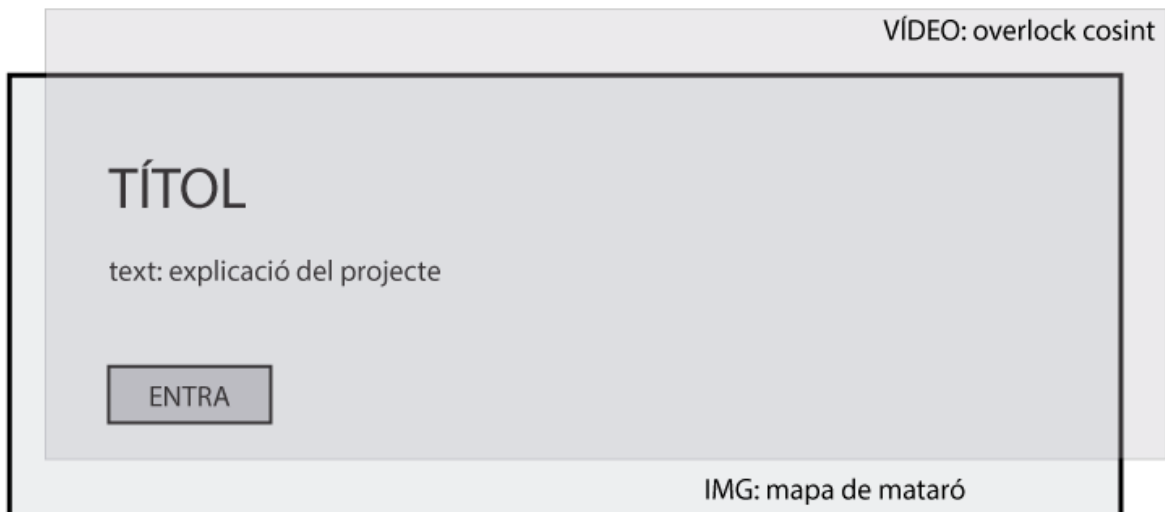 VÍDEO: overlock cosint
TÍTOL
text: explicació del projecte
ENTRA
IMG: mapa de mataró